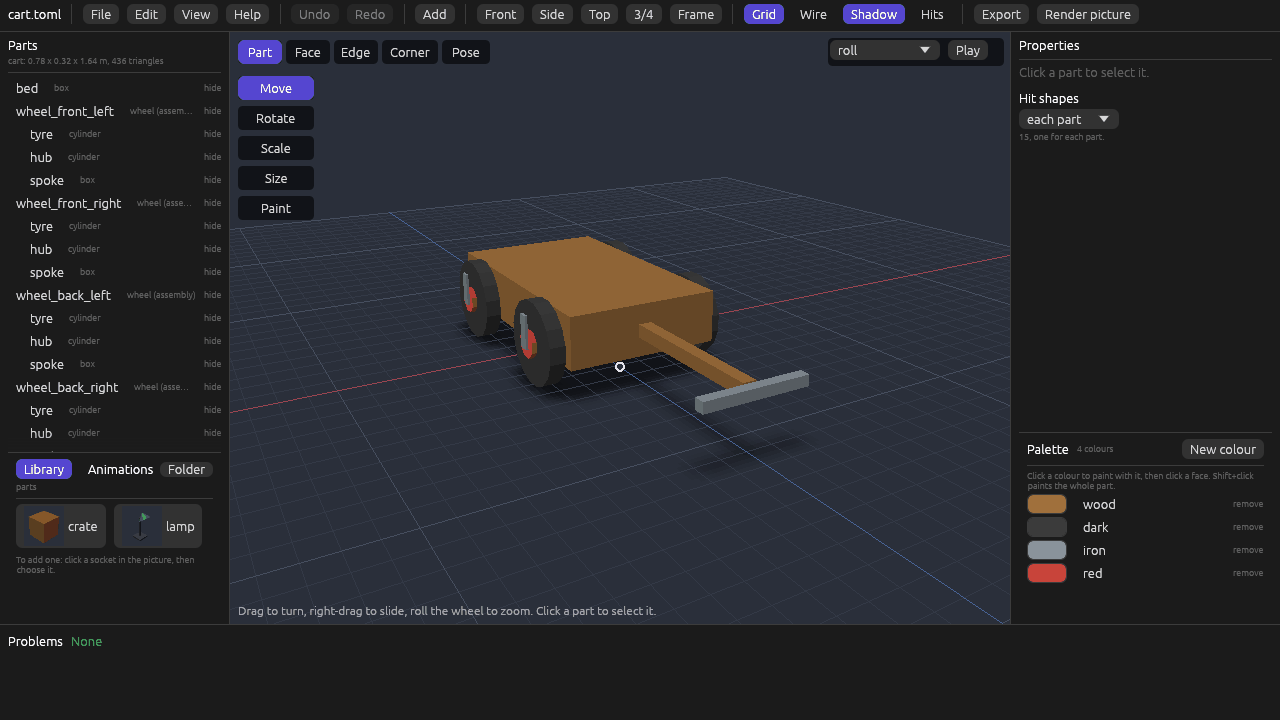 cart.toml File Edit View Help Undo Redo Add Front Side Top 3/4 Frame Grid Wire Shadow Hits Export Render picture
Parts
cart: 0.78 x 0.32 x 1.64 m, 436 triangles
bed box hide
wheel_front_left wheel (assem... hide
tyre cylinder hide
hub cylinder hide
spoke box hide
wheel_front_right wheel (asse... hide
tyre cylinder hide
hub cylinder hide
spoke box hide
wheel_back_left wheel (assembly) hide
tyre cylinder hide
hub cylinder hide
spoke box hide
wheel_back_right wheel (asse... hide
tyre cylinder hide
hub cylinder hide
Library Animations Folder
parts
crate lamp
To add one: click a socket in the picture, then
choose it.
Part Face Edge Corner Pose
Move
Rotate
Scale
Size
Paint
roll Play
Drag to turn, right-drag to slide, roll the wheel to zoom. Click a part to select it.
Properties
Click a part to select it.
Hit shapes
each part
15, one for each part.
Palette 4 colours New colour
Click a colour to paint with it, then click a face. Shift+click
paints the whole part.
wood remove
dark remove
iron remove
red remove
Problems None